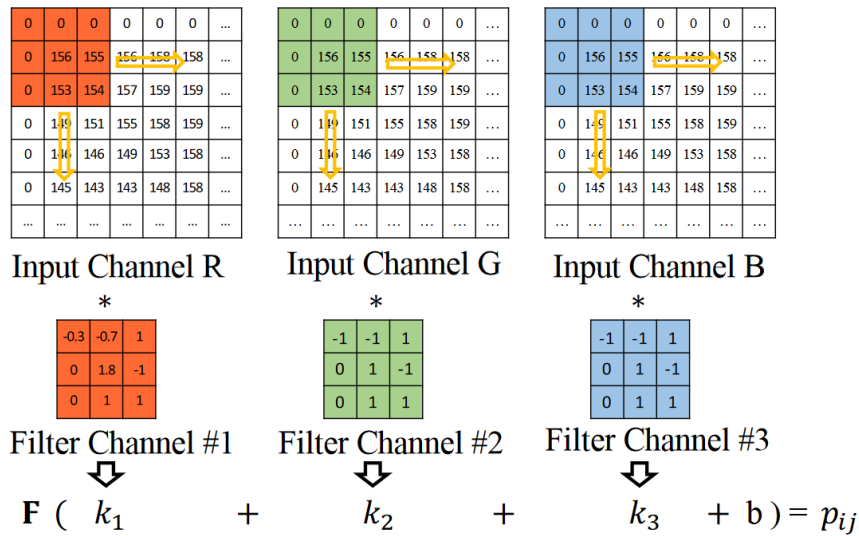 0 0 0 0 0 0 ... 0 0 0 0 0 0 ... 0 0 0 0 0 0 ...
0 156 155 156 158 158 ... 0 156 155 156 158 158 ... 0 156 155 156 158 158 ...
0 153 154 157 159 159 ... 0 153 154 157 159 159 ... 0 153 154 157 159 159 ...
0 149 151 155 158 159 ... 0 149 151 155 158 159 ... 0 149 151 155 158 159 ...
0 146 146 149 153 158 ... 0 146 146 149 153 158 ... 0 146 146 149 153 158 ...
0 145 143 143 148 158 ... 0 145 143 143 148 158 ... 0 145 143 143 148 158 ...
... ... ... ... ... ... ... ... ... ... ... ... ... ... ... ... ... ... ... ... ...
Input Channel R Input Channel G Input Channel B
* * *
-0.3 -0.7 1 -1 -1 1 -1 -1 1
0 1.8 -1 0 1 -1 0 1 -1
0 1 1 0 1 1 0 1 1
Filter Channel #1 Filter Channel #2 Filter Channel #3
F ( k₁ + k₂ + k₃ + b ) = pᵢⱼ